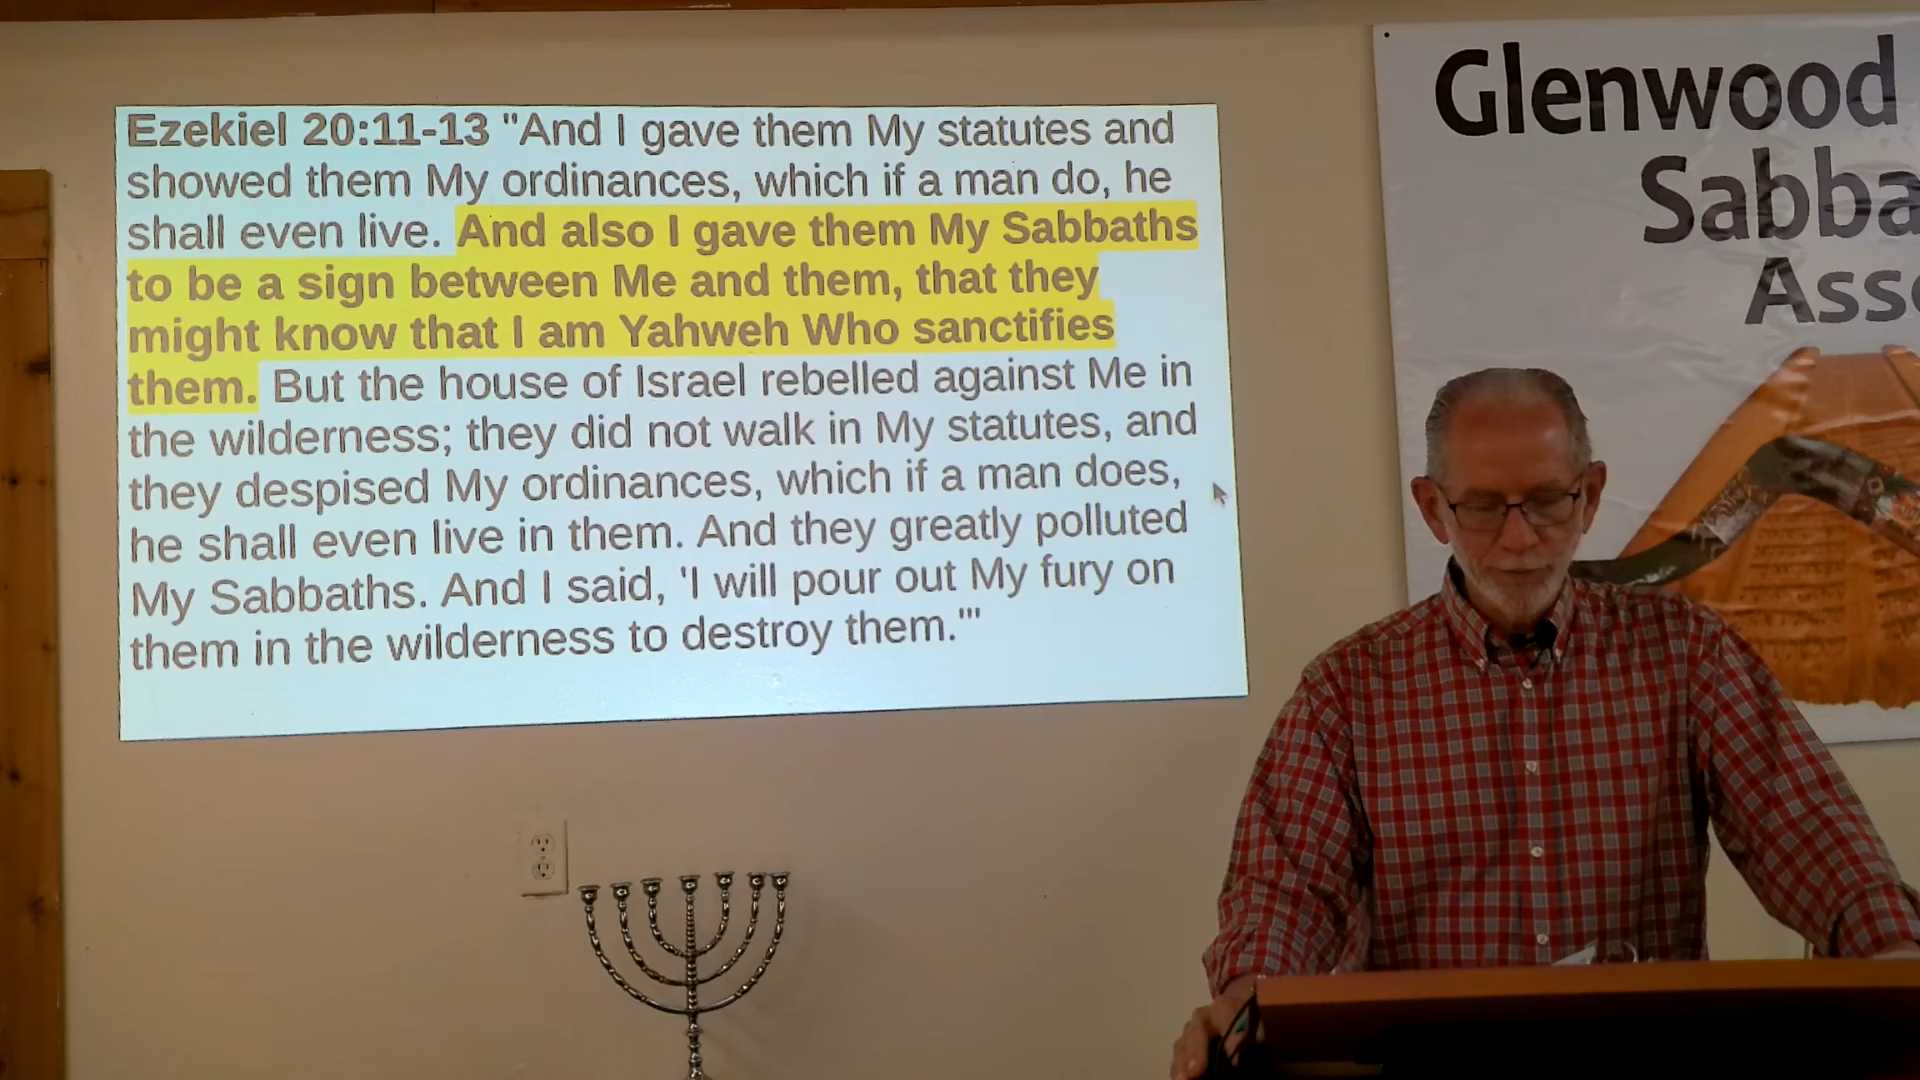 Ezekiel 20:11-13 "And I gave them My statutes and
showed them My ordinances, which if a man do, he
shall even live. And also I gave them My Sabbaths
to be a sign between Me and them, that they
might know that I am Yahweh Who sanctifies
them. But the house of Israel rebelled against Me in
the wilderness; they did not walk in My statutes, and
they despised My ordinances, which if a man does,
he shall even live in them. And they greatly polluted
My Sabbaths. And I said, 'I will pour out My fury on
them in the wilderness to destroy them.'"
Glenwood
Sabba
Asse